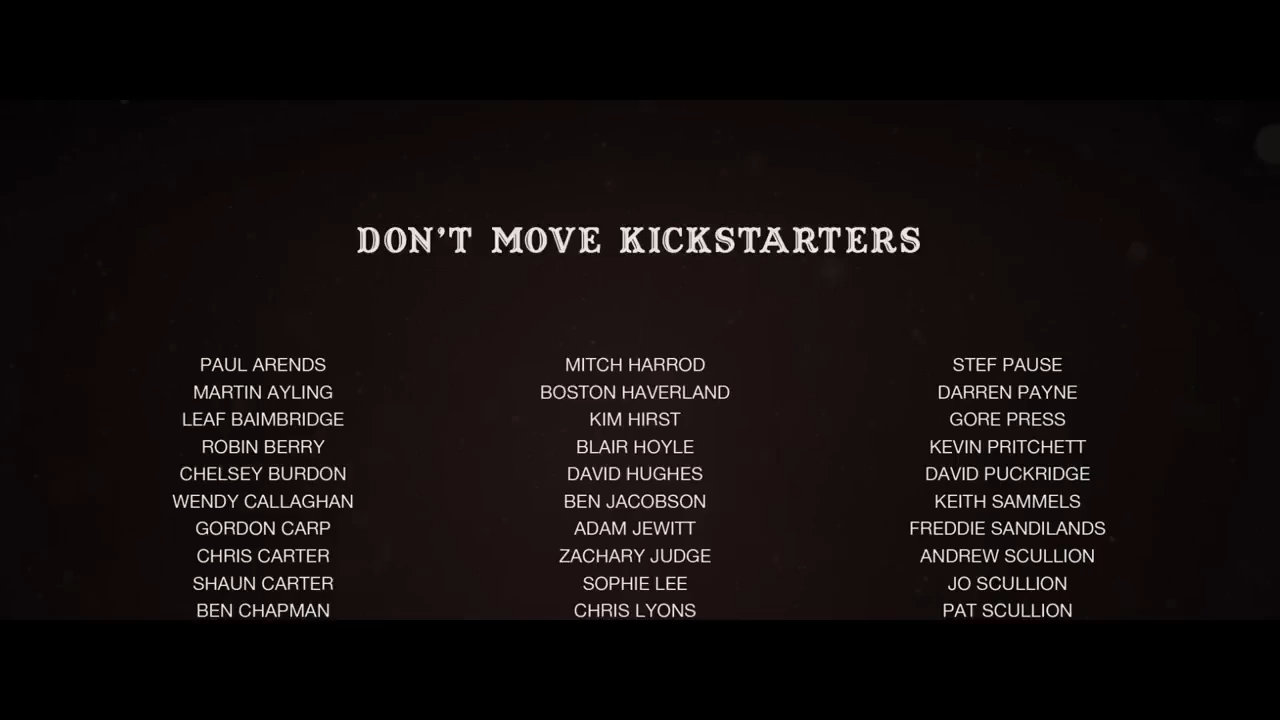 DON'T MOVE KICKSTARTERS
PAUL ARENDS
MARTIN AYLING
LEAF BAIMBRIDGE
ROBIN BERRY
CHELSEY BURDON
WENDY CALLAGHAN
GORDON CARP
CHRIS CARTER
SHAUN CARTER
BEN CHAPMAN
MITCH HARROD
BOSTON HAVERLAND
KIM HIRST
BLAIR HOYLE
DAVID HUGHES
BEN JACOBSON
ADAM JEWITT
ZACHARY JUDGE
SOPHIE LEE
CHRIS LYONS
STEF PAUSE
DARREN PAYNE
GORE PRESS
KEVIN PRITCHETT
DAVID PUCKRIDGE
KEITH SAMMELS
FREDDIE SANDILANDS
ANDREW SCULLION
JO SCULLION
PAT SCULLION